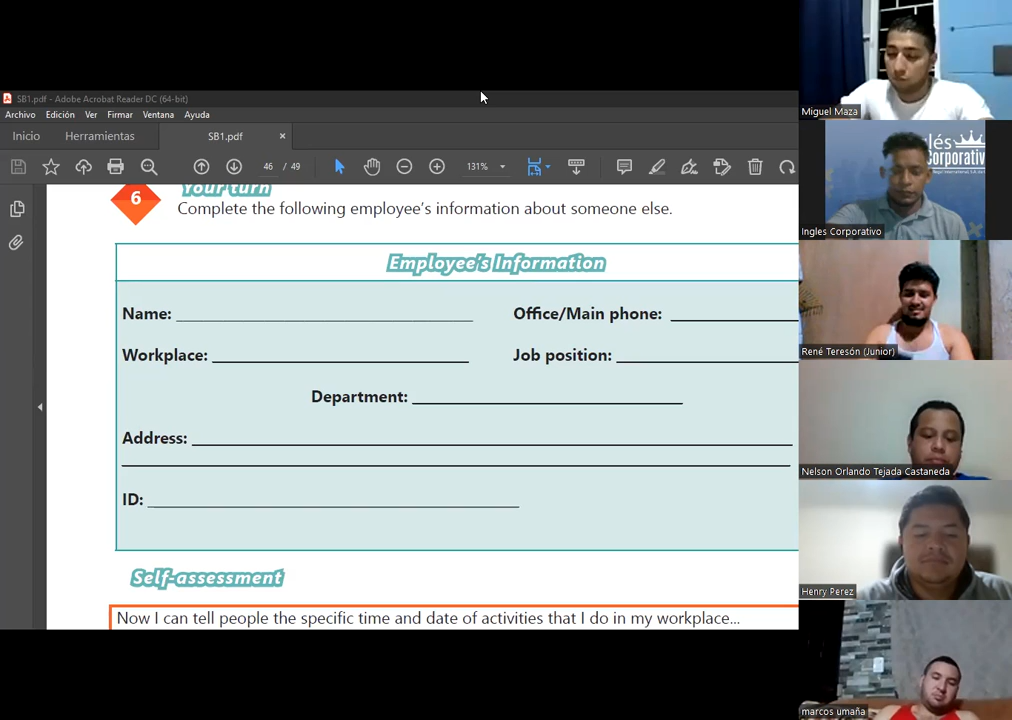 SB1.pdf - Adobe Acrobat Reader DC (64-bit)
Archivo Edición Ver Firmar Ventana Ayuda
Inicio Herramientas SB1.pdf ×
46 / 49 131%
6 Your turn
Complete the following employee's information about someone else.
Employee's Information
Name: Office/Main phone:
Workplace: Job position:
Department:
Address:
ID:
Self-assessment
Now I can tell people the specific time and date of activities that I do in my workplace...
Miguel Maza
Ingles Corporativo
René Teresón (Junior)
Nelson Orlando Tejada Castaneda
Henry Perez
marcos umaña